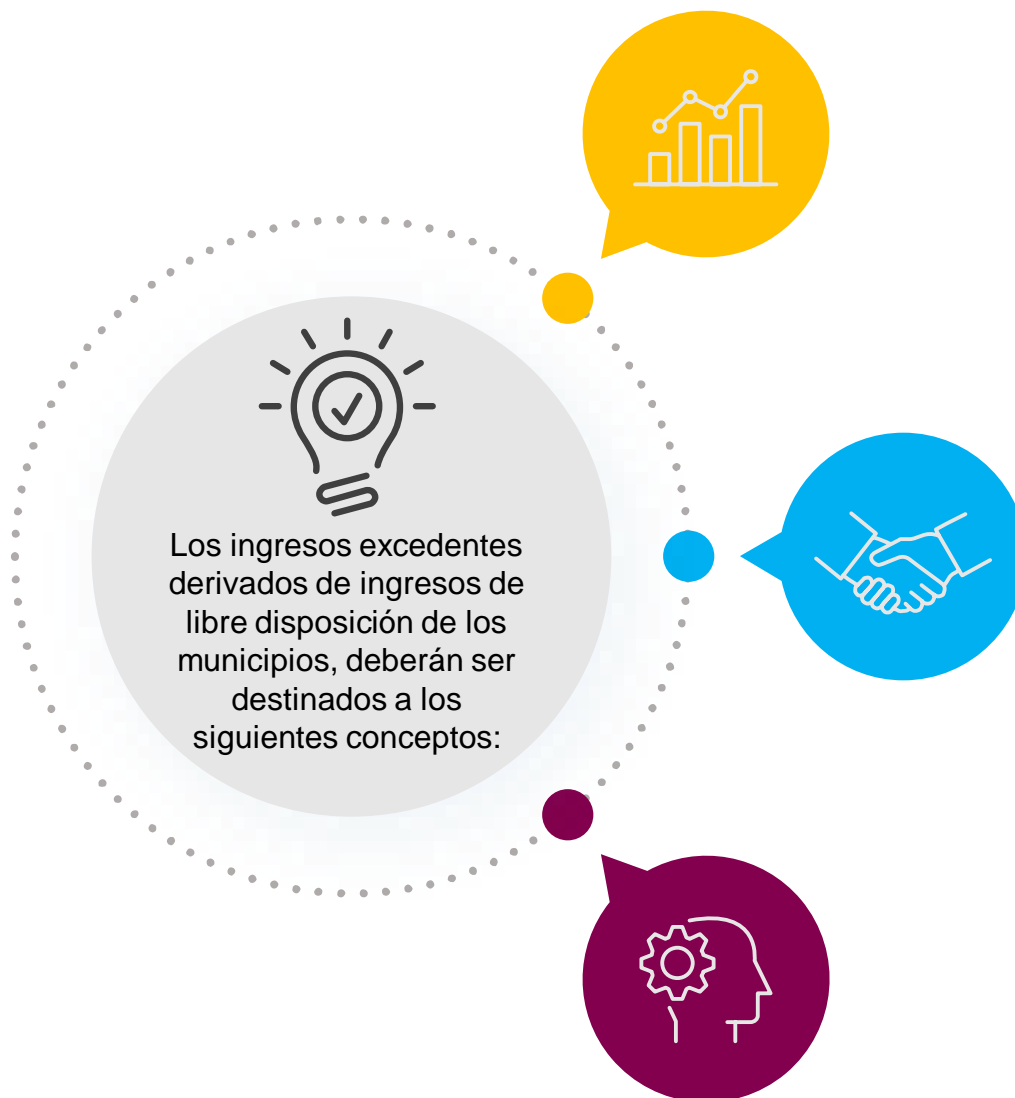 Los ingresos excedentes
derivados de ingresos de
libre disposición de los
municipios, deberán ser
destinados a los
siguientes conceptos: